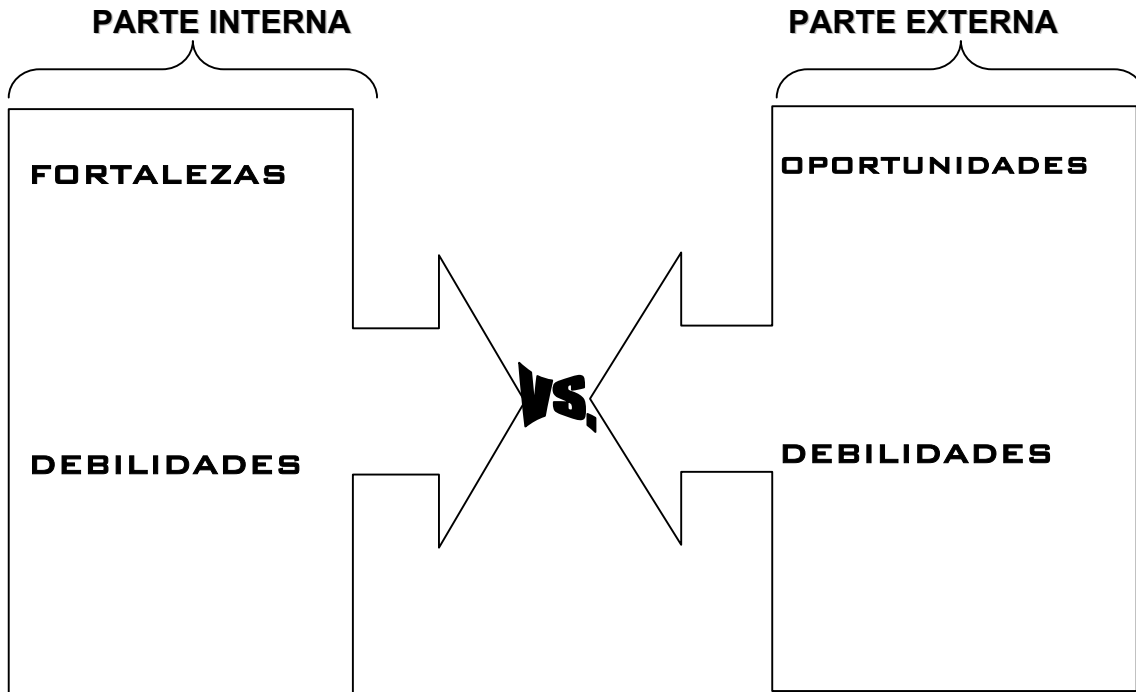 PARTE INTERNA
PARTE EXTERNA
FORTALEZAS
OPORTUNIDADES
VS.
DEBILIDADES
DEBILIDADES